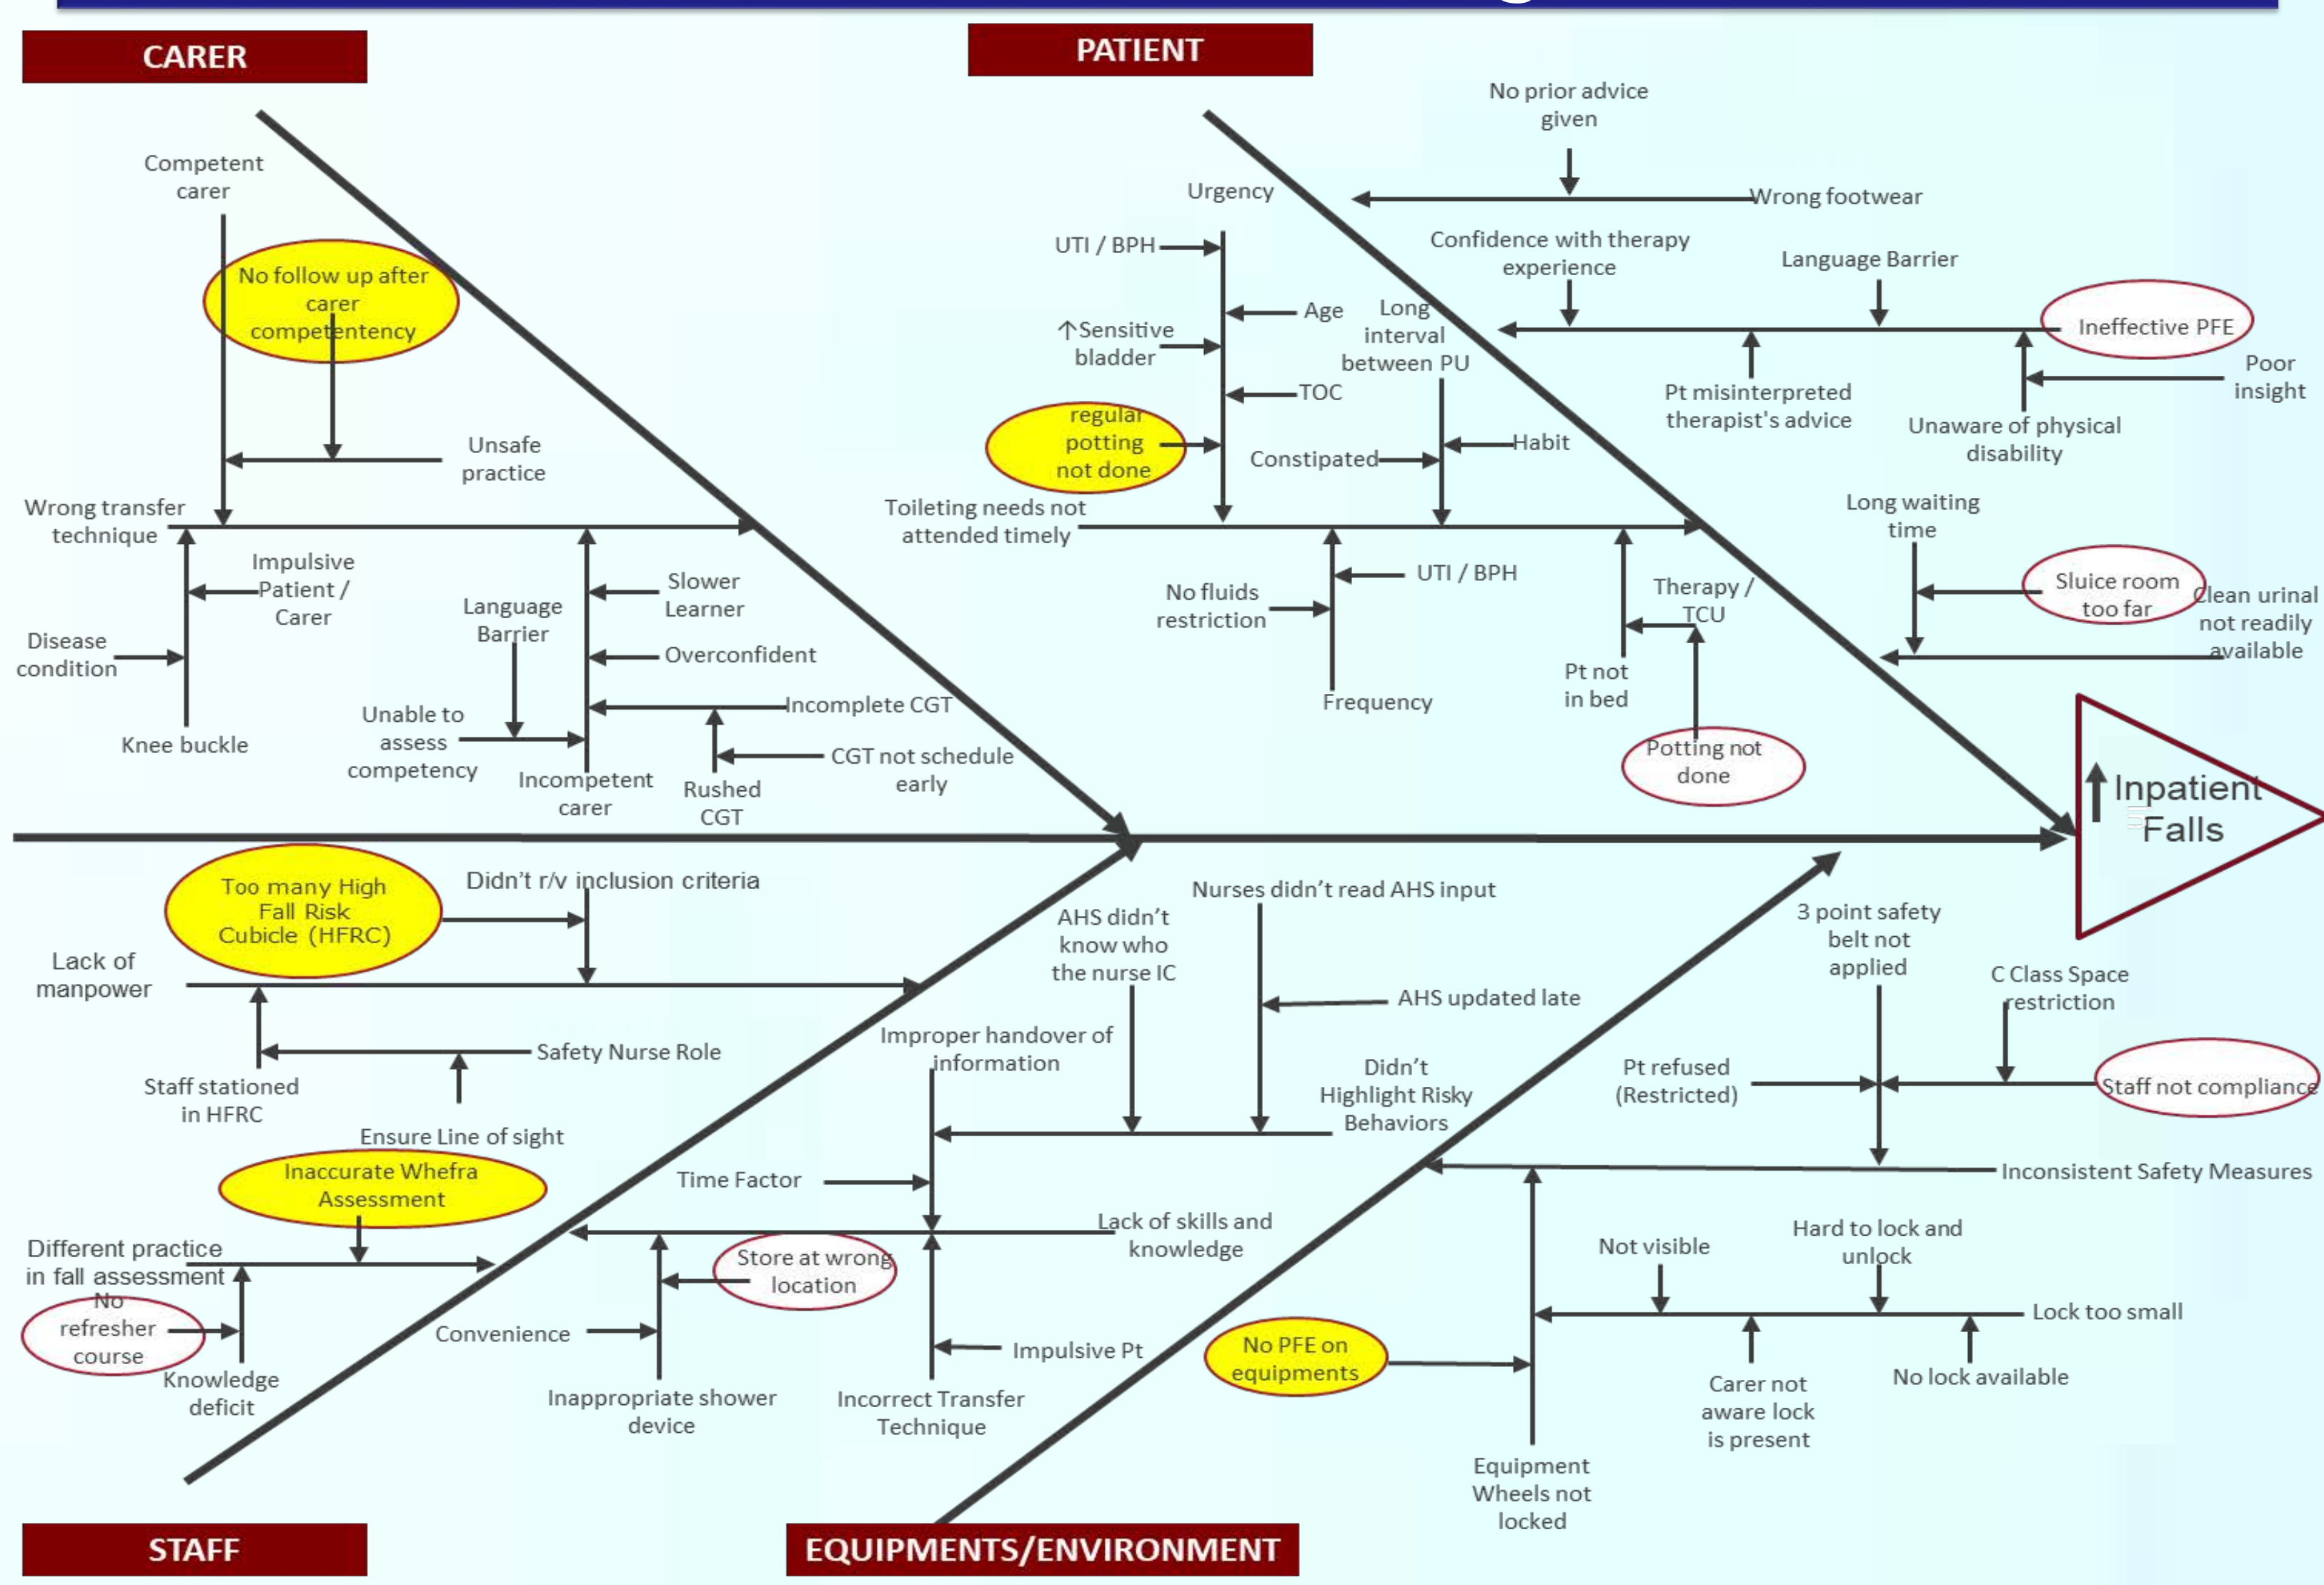 CARER
PATIENT
No prior advice
given
Competent
carer
Urgency
Wrong footwear
No follow up after
carer
competentency
UTI / BPH
Confidence with therapy
experience
Language Barrier
Age
Long
interval
between PU
↑Sensitive
bladder
Ineffective PFE
Poor
insight
TOC
Pt misinterpreted
therapist's advice
Unaware of physical
disability
regular
potting
not done
Habit
Constipated
Unsafe
practice
Wrong transfer
technique
Toileting needs not
attended timely
Long waiting
time
Impulsive
Patient /
Carer
Slower
Learner
Language
Barrier
No fluids
restriction
UTI / BPH
Therapy /
TCU
Sluice room
too far
Clean urinal
not readily
available
Disease
condition
Overconfident
Pt not
in bed
Frequency
Incomplete CGT
Unable to
assess
competency
Knee buckle
CGT not schedule
early
Incompetent
carer
Rushed
CGT
Potting not
done
↑ Inpatient
Falls
Too many High
Fall Risk
Cubicle (HFRC)
Didn't r/v inclusion criteria
Nurses didn't read AHS input
AHS didn't
know who
the nurse IC
3 point safety
belt not
applied
Lack of
manpower
C Class Space
restriction
AHS updated late
Improper handover of
information
Safety Nurse Role
Staff stationed
in HFRC
Didn't
Highlight Risky
Behaviors
Pt refused
(Restricted)
Staff not compliance
Ensure Line of sight
Inaccurate Whefra
Assessment
Time Factor
Inconsistent Safety Measures
Different practice
in fall assessment
Lack of skills and
knowledge
Store at wrong
location
Not visible
Hard to lock and
unlock
No
refresher
course
Convenience
Impulsive Pt
Lock too small
No PFE on
equipments
Knowledge
deficit
Inappropriate shower
device
Incorrect Transfer
Technique
Carer not
aware lock
is present
No lock available
Equipment
Wheels not
locked
STAFF
EQUIPMENTS/ENVIRONMENT